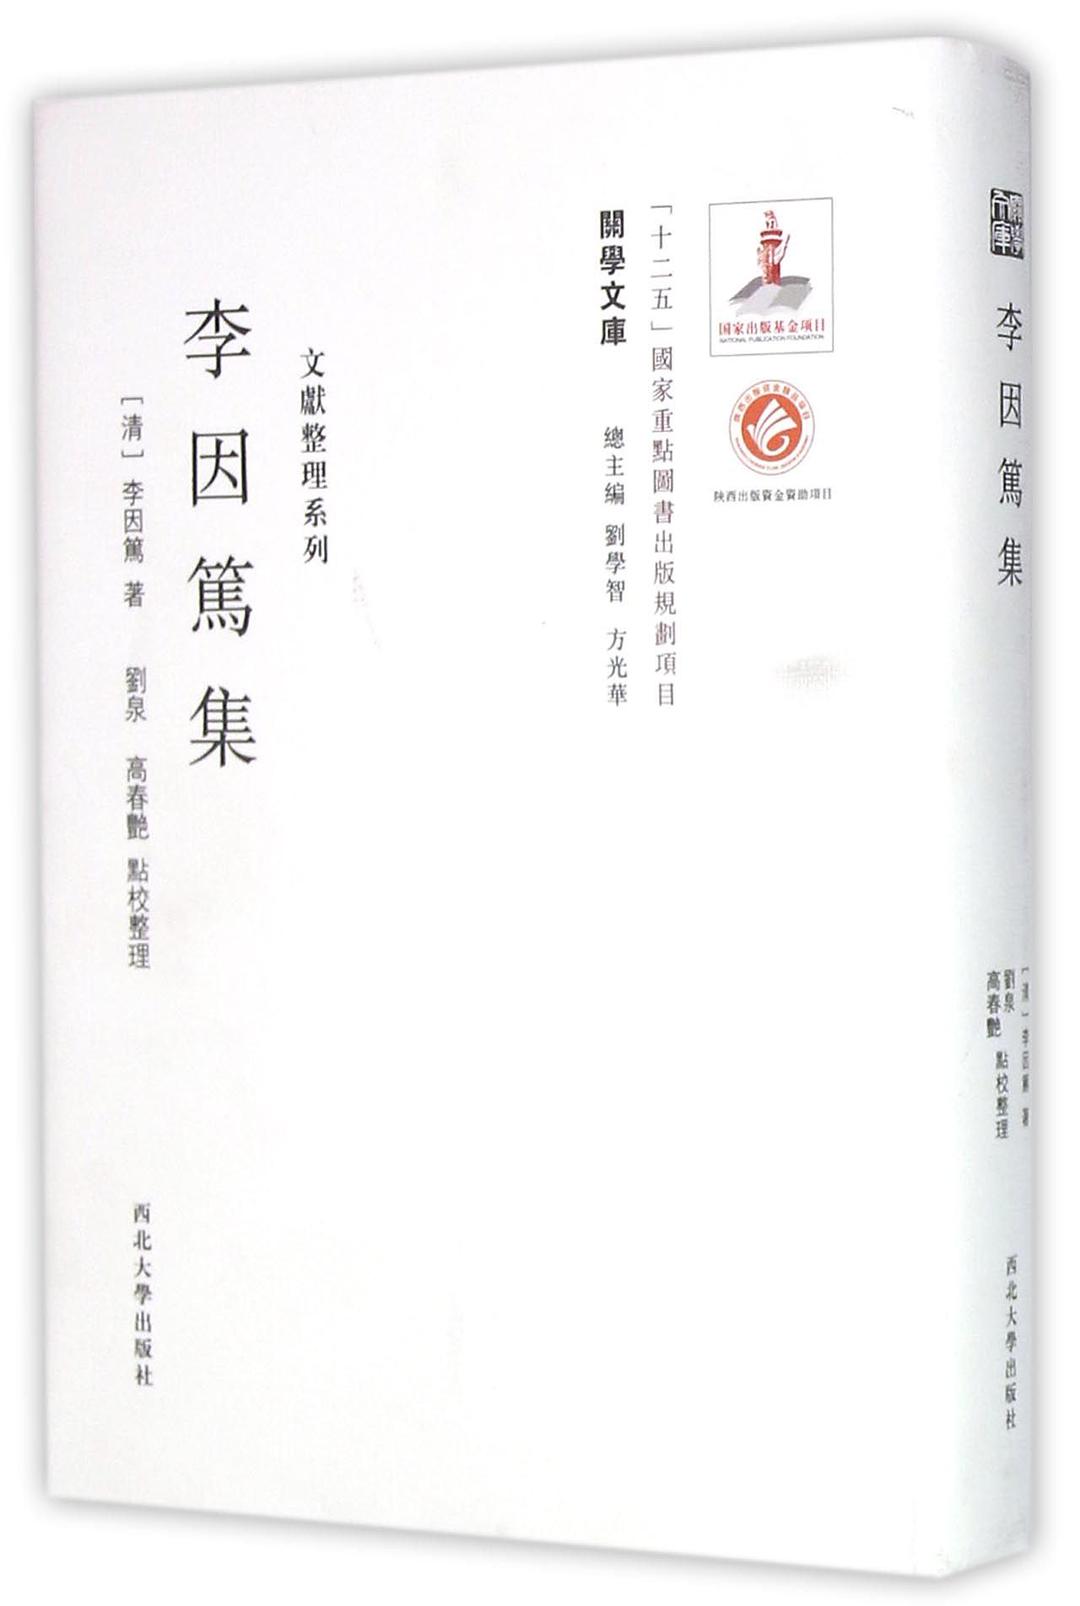 国家出版基金项目
NATIONAL PUBLICATION FOUNDATION
陕西出版資金資助項目
「十二五」國家重點圖書出版規劃項目
關學文庫 總主編 劉學智 方光華
文獻整理系列
李因篤集
[清] 李因篤 著 劉泉 高春艷 點校整理
西北大學出版社
關學文庫
李因篤集
[清] 李因篤 著
劉泉
高春艷 點校整理
西北大學出版社